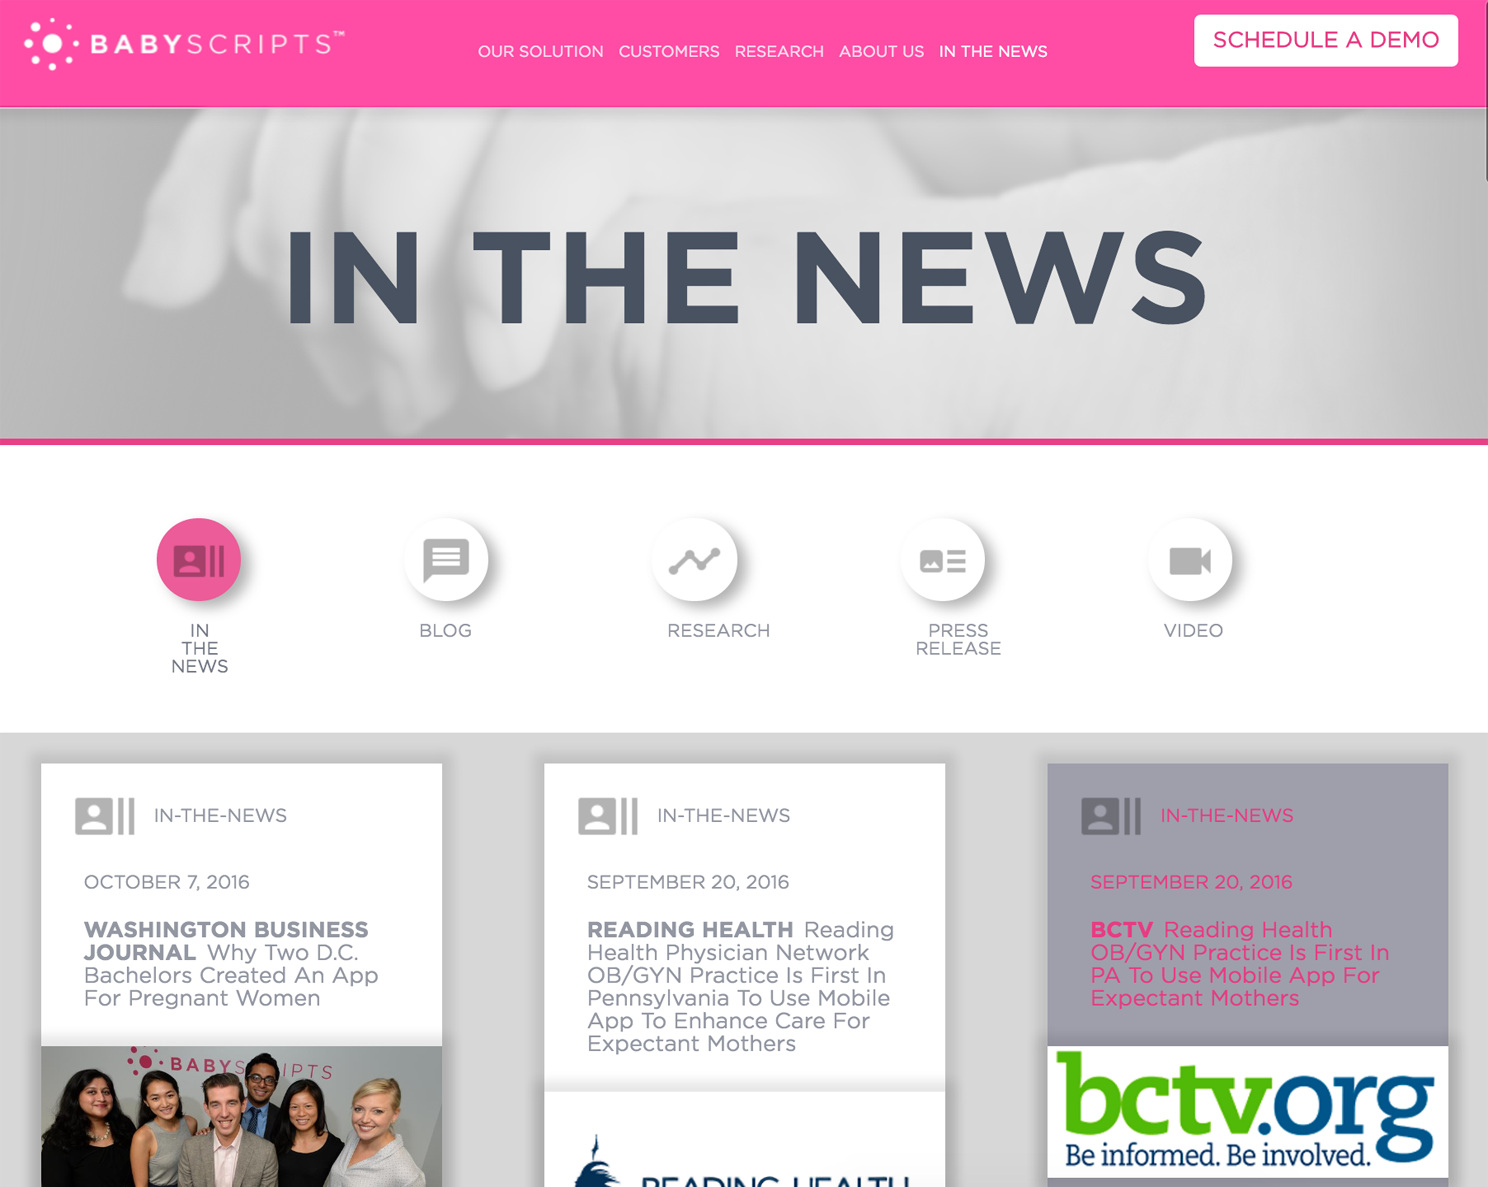 BABYSCRIPTS™
OUR SOLUTION CUSTOMERS RESEARCH ABOUT US IN THE NEWS
SCHEDULE A DEMO
IN THE NEWS
IN
THE
NEWS
BLOG
RESEARCH
PRESS
RELEASE
VIDEO
IN-THE-NEWS
OCTOBER 7, 2016
WASHINGTON BUSINESS
JOURNAL Why Two D.C.
Bachelors Created An App
For Pregnant Women
BABYSCRIPTS
IN-THE-NEWS
SEPTEMBER 20, 2016
READING HEALTH Reading
Health Physician Network
OB/GYN Practice Is First In
Pennsylvania To Use Mobile
App To Enhance Care For
Expectant Mothers
READING HEALTH
IN-THE-NEWS
SEPTEMBER 20, 2016
BCTV Reading Health
OB/GYN Practice Is First In
PA To Use Mobile App For
Expectant Mothers
bctv.org
Be informed. Be involved.